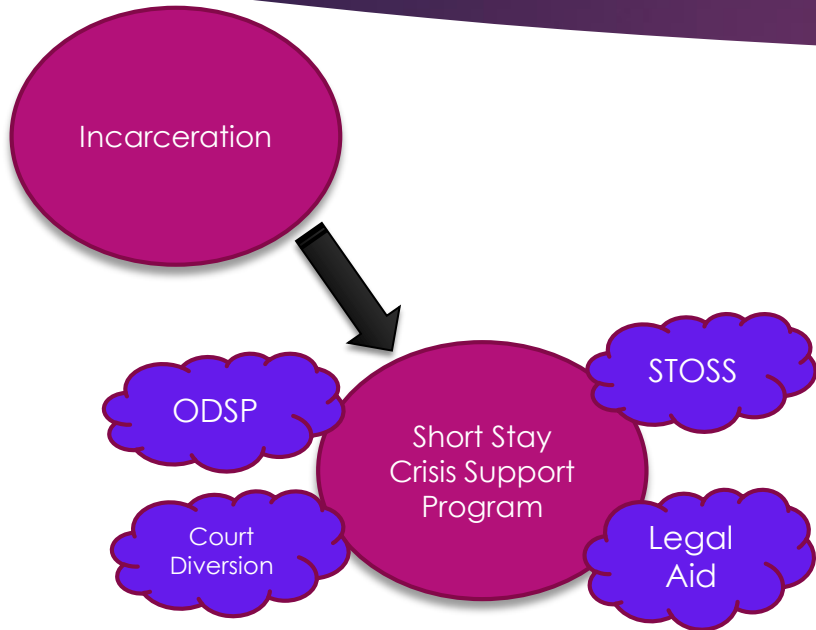 Incarceration
STOSS
ODSP
Short Stay
Crisis Support
Program
Court
Diversion
Legal
Aid